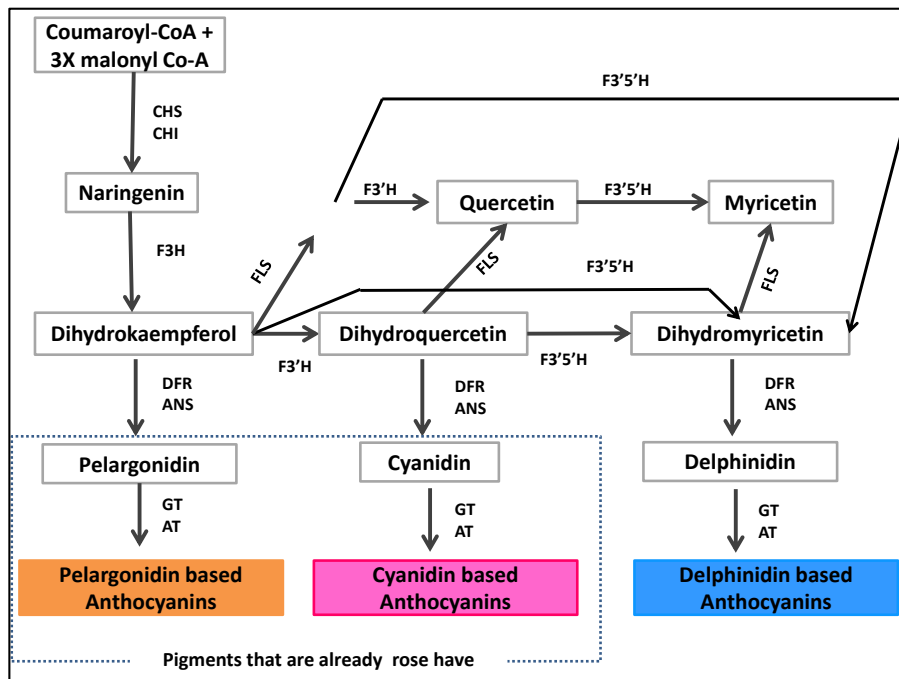 Coumaroyl-CoA +
3X malonyl Co-A
F3’5’H
CHS
CHI
Naringenin
F3’H
Quercetin
F3’5’H
Myricetin
F3H
FLS
FLS
F3’5’H
FLS
Dihydrokaempferol
Dihydroquercetin
Dihydromyricetin
F3’H
F3’5’H
DFR
ANS
DFR
ANS
DFR
ANS
Pelargonidin
Cyanidin
Delphinidin
GT
AT
GT
AT
GT
AT
Pelargonidin based
Anthocyanins
Cyanidin based
Anthocyanins
Delphinidin based
Anthocyanins
Pigments that are already rose have